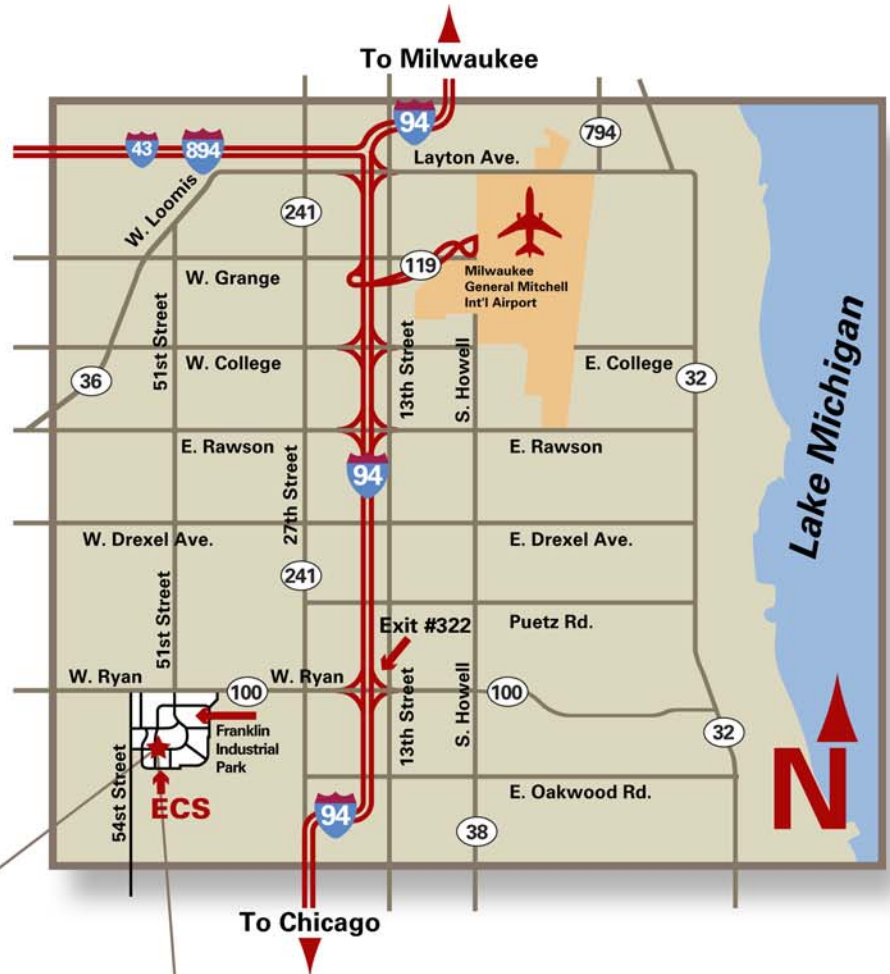 To Milwaukee
94
794
43
894
Layton Ave.
W. Loomis
241
119
Milwaukee
General Mitchell
Int'l Airport
W. Grange
51st Street
13th Street
S. Howell
W. College
E. College
36
32
Lake Michigan
E. Rawson
E. Rawson
94
27th Street
W. Drexel Ave.
E. Drexel Ave.
241
51st Street
Puetz Rd.
Exit #322
W. Ryan
100
W. Ryan
100
13th Street
S. Howell
32
Franklin
Industrial
Park
54st Street
ECS
N
E. Oakwood Rd.
94
38
To Chicago